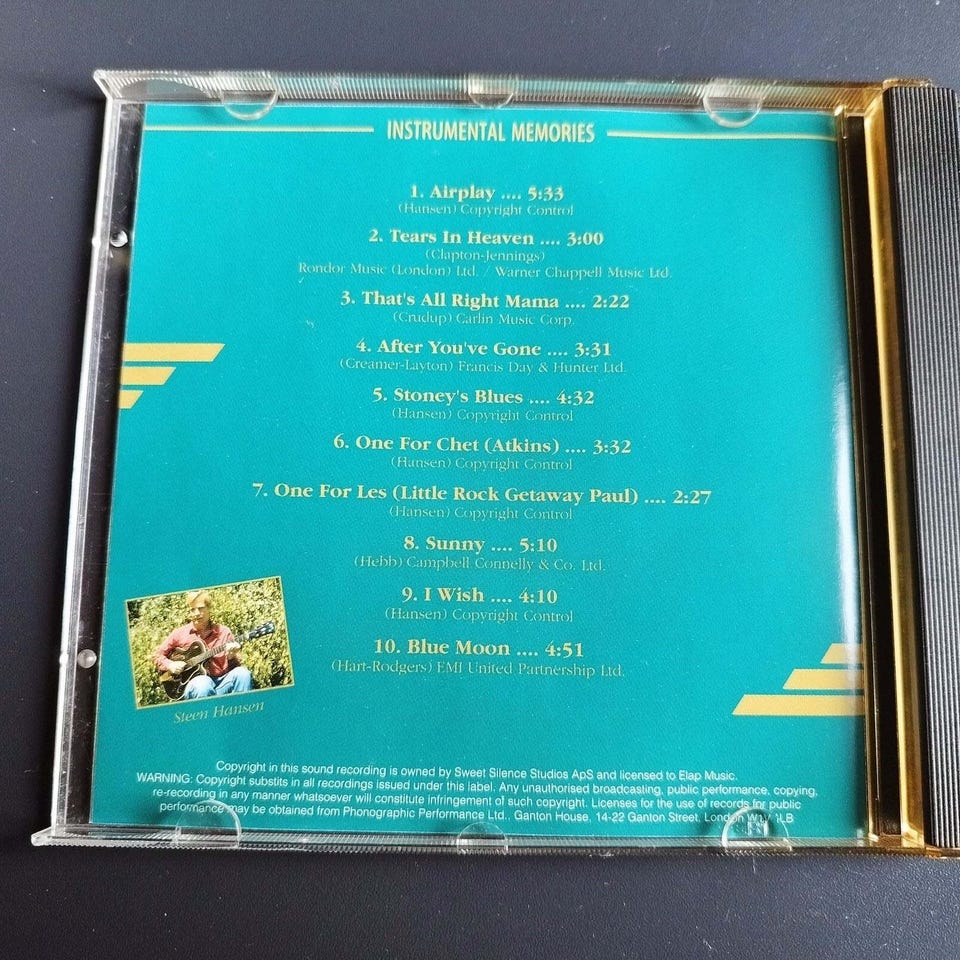 INSTRUMENTAL MEMORIES
1. Airplay .... 5:33
(Hansen) Copyright Control
2. Tears In Heaven .... 3:00
(Clapton-Jennings)
Rondor Music (London) Ltd. / Warner Chappell Music Ltd.
3. That's All Right Mama .... 2:22
(Crudup) Carlin Music Corp.
4. After You've Gone .... 3:31
(Creamer-Layton) Francis Day & Hunter Ltd.
5. Stoney's Blues .... 4:32
(Hansen) Copyright Control
6. One For Chet (Atkins) .... 3:32
(Hansen) Copyright Control
7. One For Les (Little Rock Getaway Paul) .... 2:27
(Hansen) Copyright Control
8. Sunny .... 5:10
(Hebb) Campbell Connelly & Co. Ltd.
9. I Wish .... 4:10
(Hansen) Copyright Control
10. Blue Moon .... 4:51
(Hart-Rodgers) EMI United Partnership Ltd.
Steen Hansen
Copyright in this sound recording is owned by Sweet Silence Studios ApS and licensed to Elap Music.
WARNING: Copyright substits in all recordings issued under this label. Any unauthorised broadcasting, public performance, copying,
re-recording in any manner whatsoever will constitute infringement of such copyright. Licenses for the use of records for public
performance may be obtained from Phonographic Performance Ltd., Ganton House, 14-22 Ganton Street, London